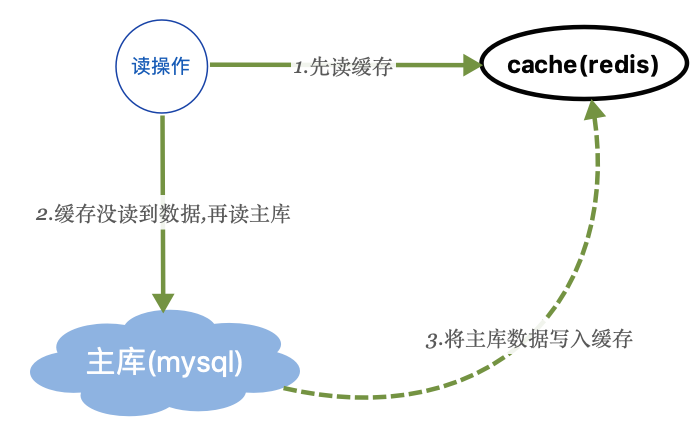 读操作
1.先读缓存
cache(redis)
2.缓存没读到数据,再读主库
3.将主库数据写入缓存
主库(mysql)